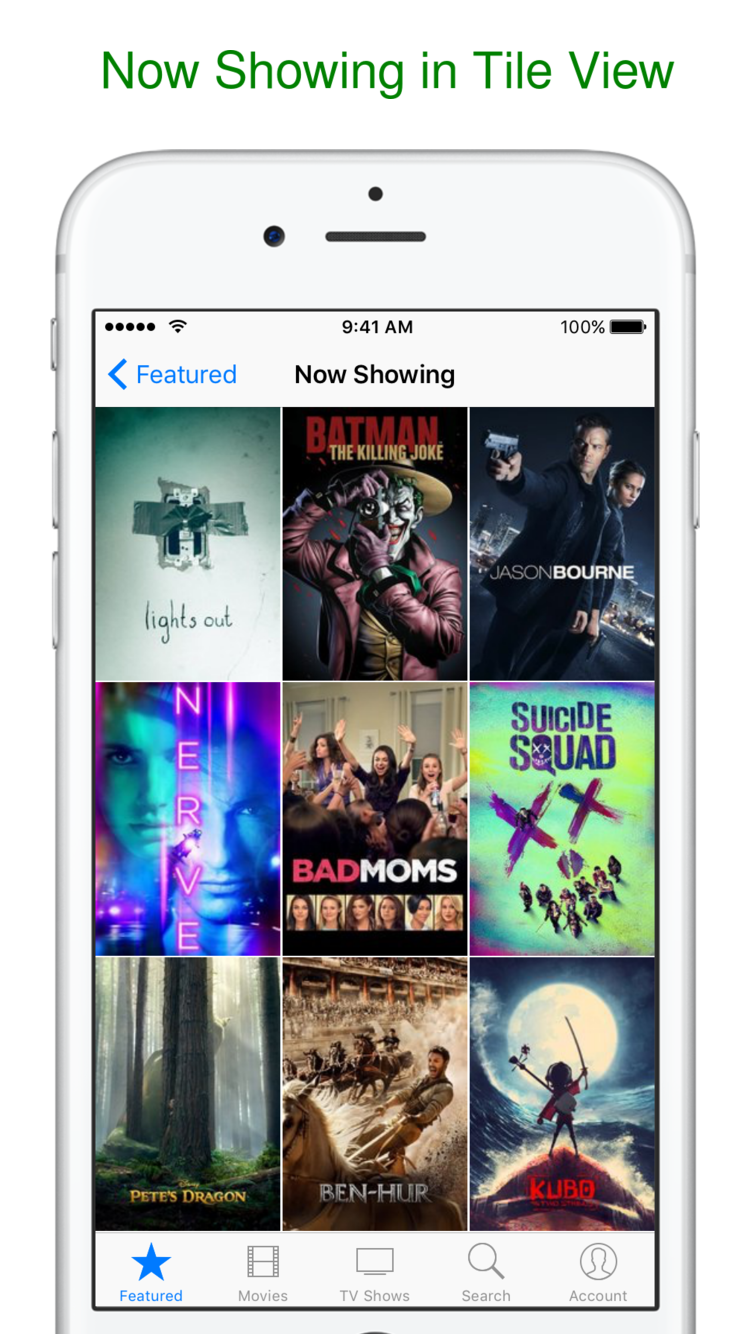 Now Showing in Tile View
9:41 AM
100%
Featured
Now Showing
lights out
BATMAN
THE KILLING JOKE
JASONBOURNE
NERVE
BADMOMS
SUICIDE
SQUAD
Disney
PETE'S DRAGON
BEN-HUR
KUBO
Featured
Movies
TV Shows
Search
Account